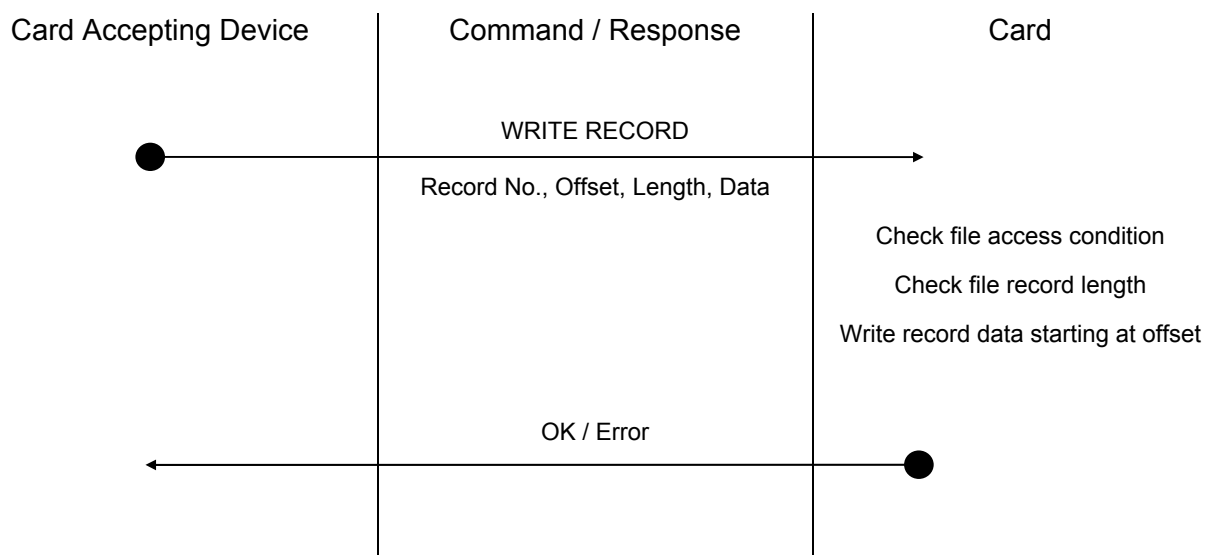 Card Accepting Device
Command / Response
Card
WRITE RECORD
Record No., Offset, Length, Data
Check file access condition
Check file record length
Write record data starting at offset
OK / Error